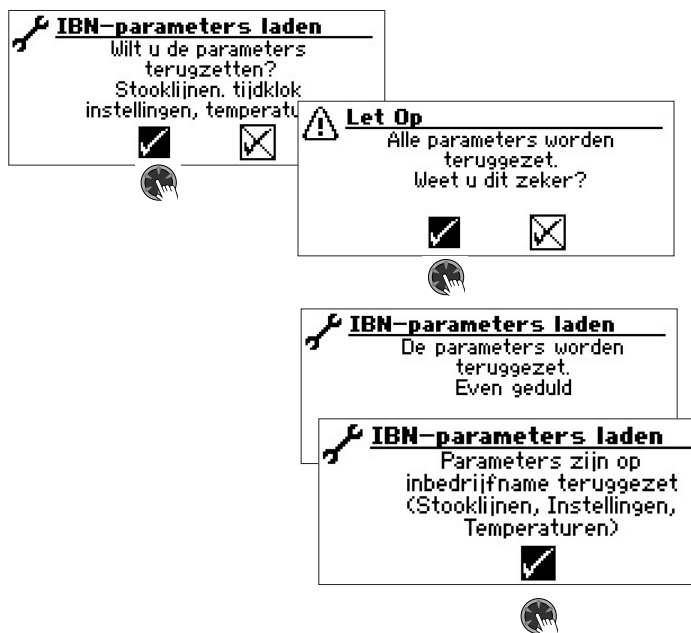 IBN-parameters laden
Wilt u de parameters
terugzetten?
Stooklijnen. tijdklok
instellingen,
Let Op
Alle parameters worden
teruggezet.
Weet u dit zeker?
IBN-parameters laden
De parameters worden
teruggezet.
Even geduld
IBN-parameters laden
Parameters zijn op
inbedrijfname teruggezet
(Stooklijnen, Instellingen,
Temperaturen)